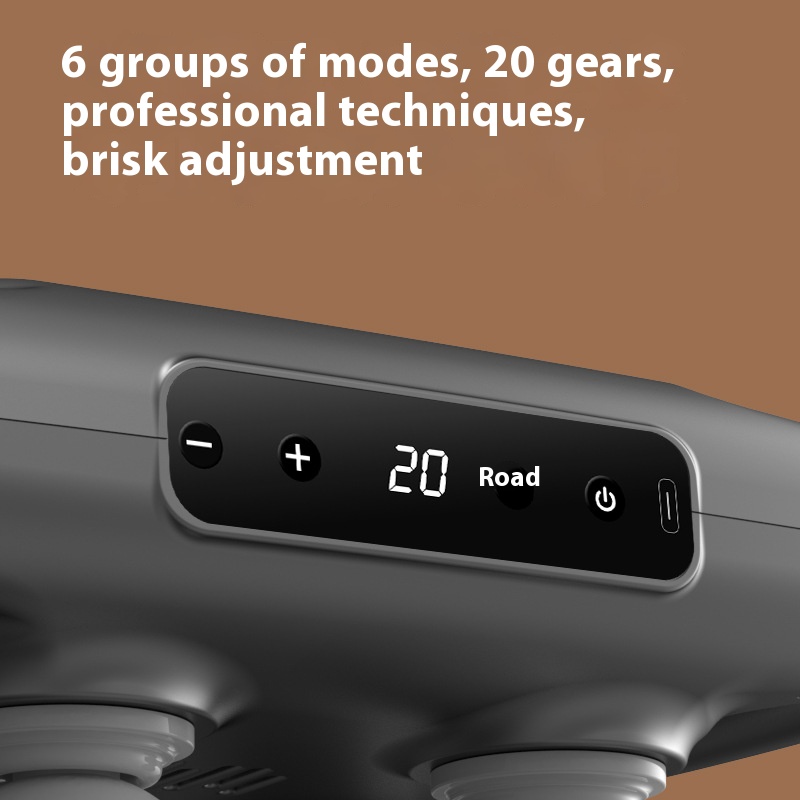 6 groups of modes, 20 gears,
professional techniques,
brisk adjustment
20 Road